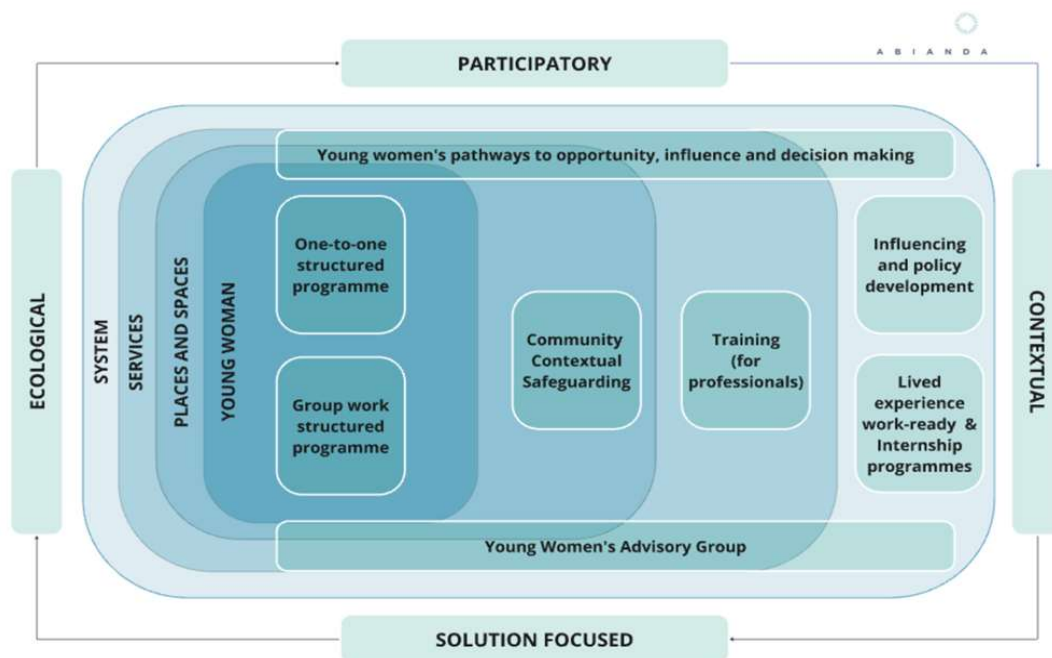 ABIANDA
PARTICIPATORY
Young women's pathways to opportunity, influence and decision making
ECOLOGICAL
SYSTEM
SERVICES
PLACES AND SPACES
YOUNG WOMAN
One-to-one
structured
programme
Group work
structured
programme
Community
Contextual
Safeguarding
Training
(for
professionals)
Influencing
and policy
development
Lived
experience
work-ready &
Internship
programmes
CONTEXTUAL
Young Women's Advisory Group
SOLUTION FOCUSED